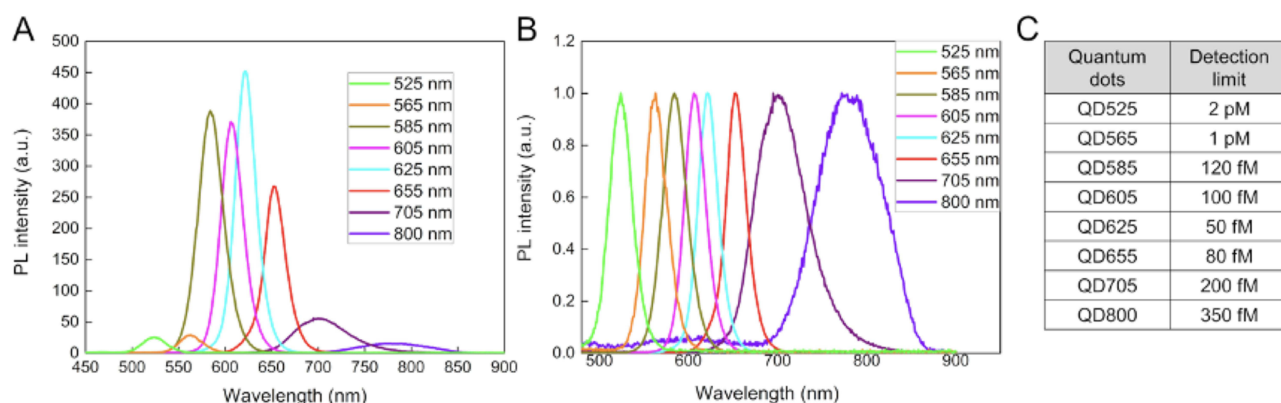 A
PL intensity (a.u.)
500
450
400
350
300
250
200
150
100
50
0
450 500 550 600 650 700 750 800 850 900
Wavelength (nm)
525 nm
565 nm
585 nm
605 nm
625 nm
655 nm
705 nm
800 nm
B
PL intensity (a.u.)
1.2
1.0
0.8
0.6
0.4
0.2
0.0
500 600 700 800 900
Wavelength (nm)
525 nm
565 nm
585 nm
605 nm
625 nm
655 nm
705 nm
800 nm
C
Quantum dots Detection limit
QD525 2 pM
QD565 1 pM
QD585 120 fM
QD605 100 fM
QD625 50 fM
QD655 80 fM
QD705 200 fM
QD800 350 fM